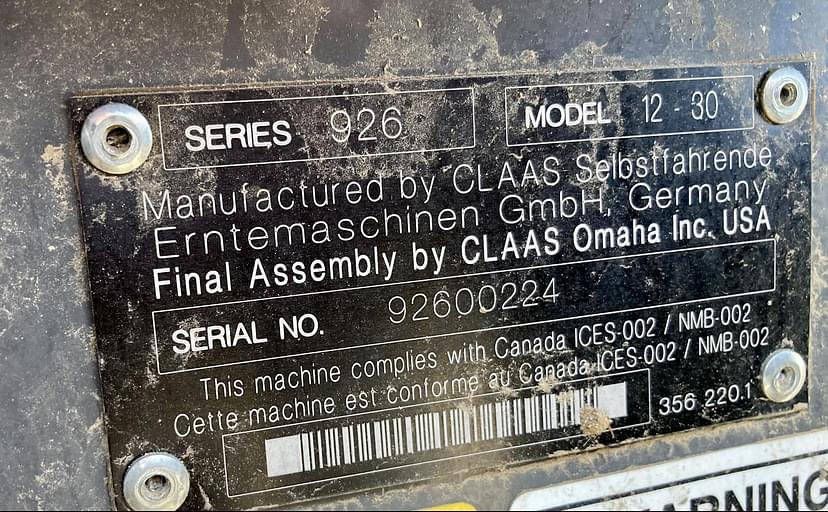 SERIES 926 MODEL 12-30
Manufactured by CLAAS Selbstfahrende
Erntemaschinen GmbH, Germany
Final Assembly by CLAAS Omaha Inc. USA
SERIAL NO. 92600224
This machine complies with Canada ICES-002 / NMB-002
Cette machine est conforme au Canada ICES-002 / NMB-002
356 220.1